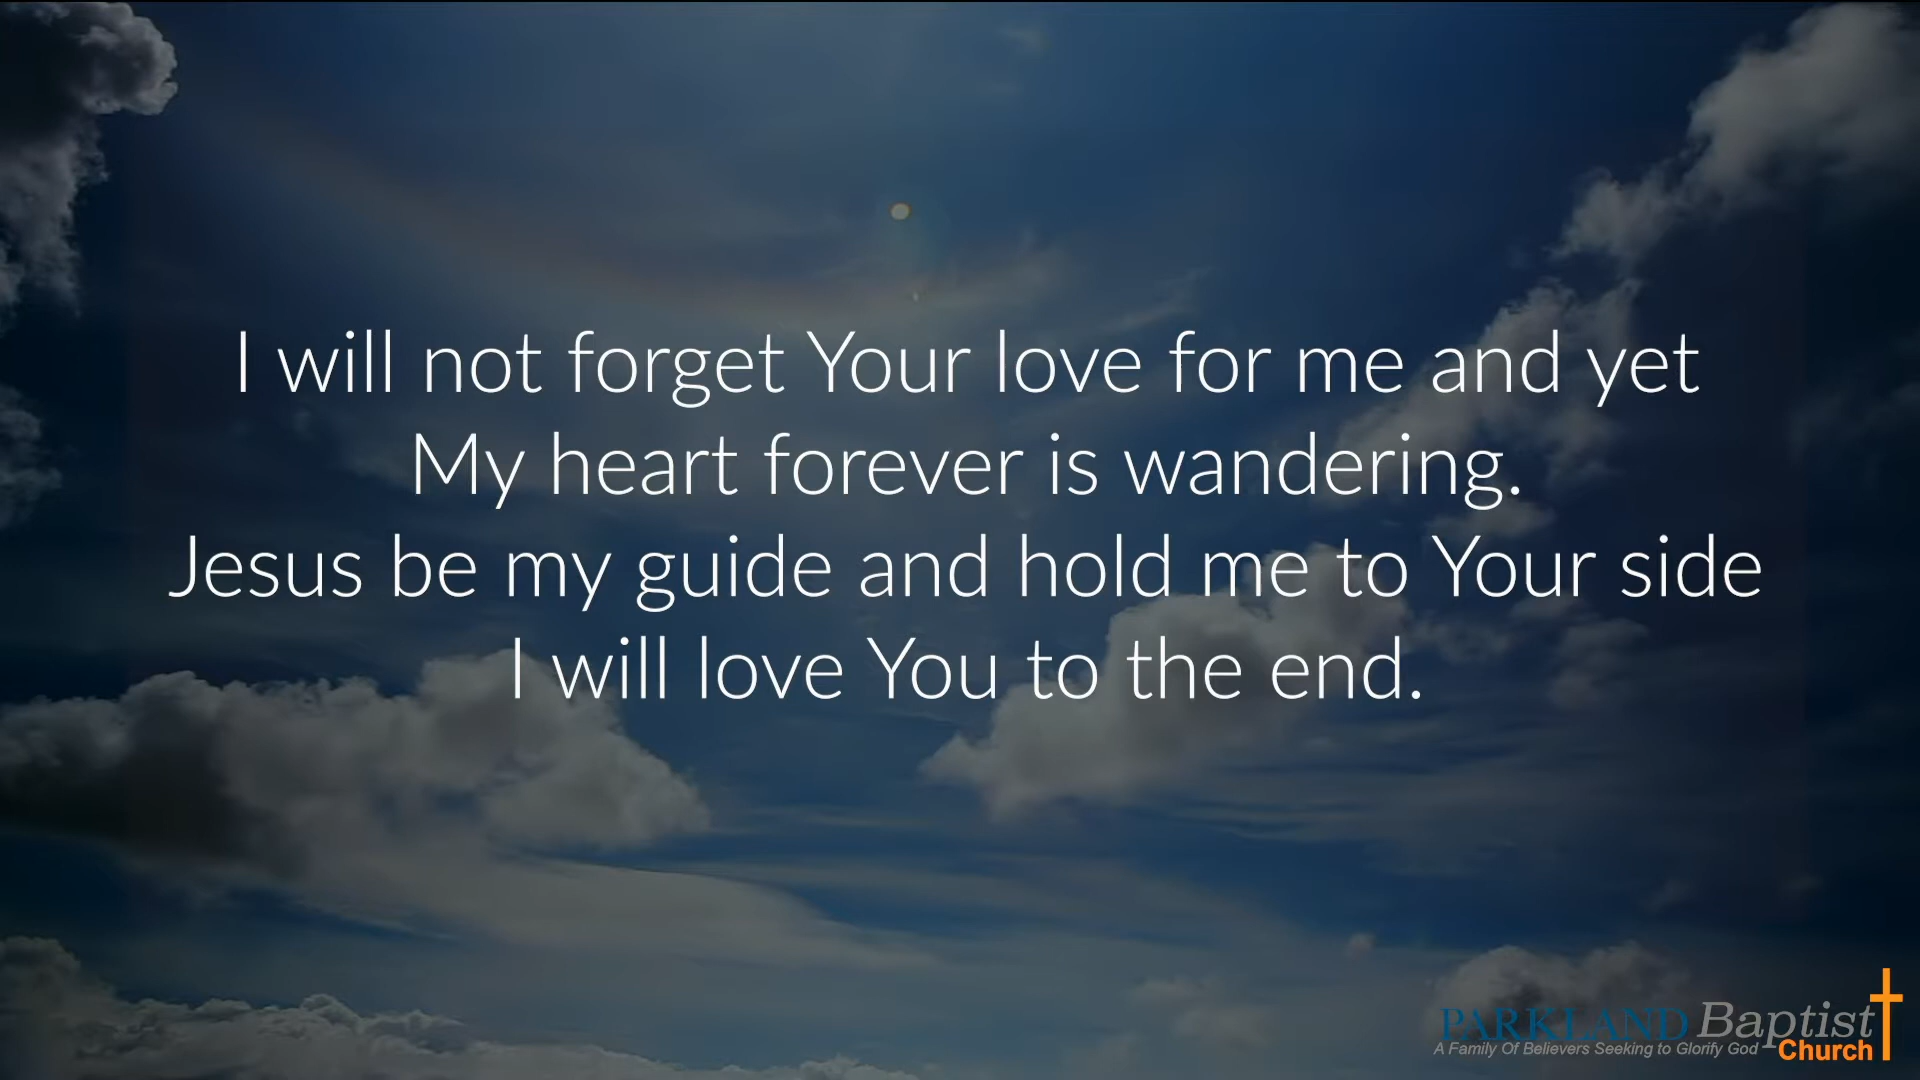 I will not forget Your love for me and yet
My heart forever is wandering.
Jesus be my guide and hold me to Your side
I will love You to the end.
PARKLAND Baptist
A Family Of Believers Seeking to Glorify God
Church